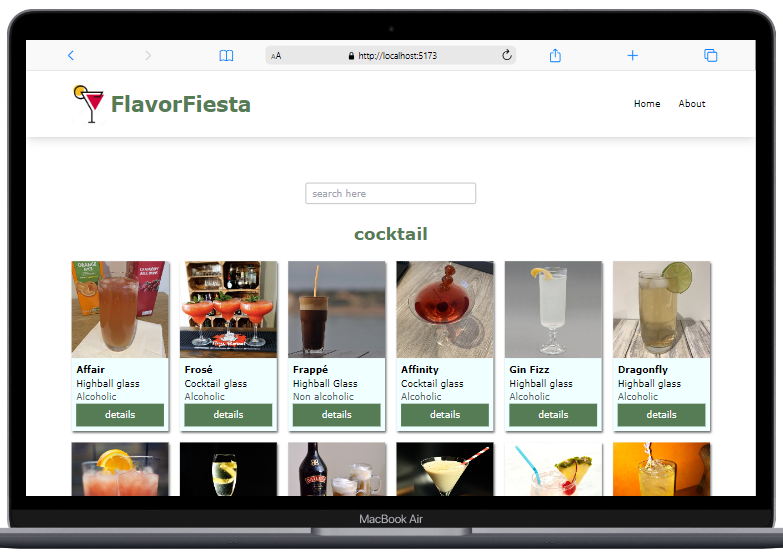 AA http://localhost:5173
FlavorFiesta
Home About
search here
cocktail
ORANGE
Affair
Highball glass
Alcoholic
details
Frosé
Cocktail glass
Alcoholic
details
Frappé
Highball Glass
Non alcoholic
details
Affinity
Cocktail glass
Alcoholic
details
Gin Fizz
Highball glass
Alcoholic
details
Dragonfly
Highball glass
Alcoholic
details
BAILEYS
MacBook Air